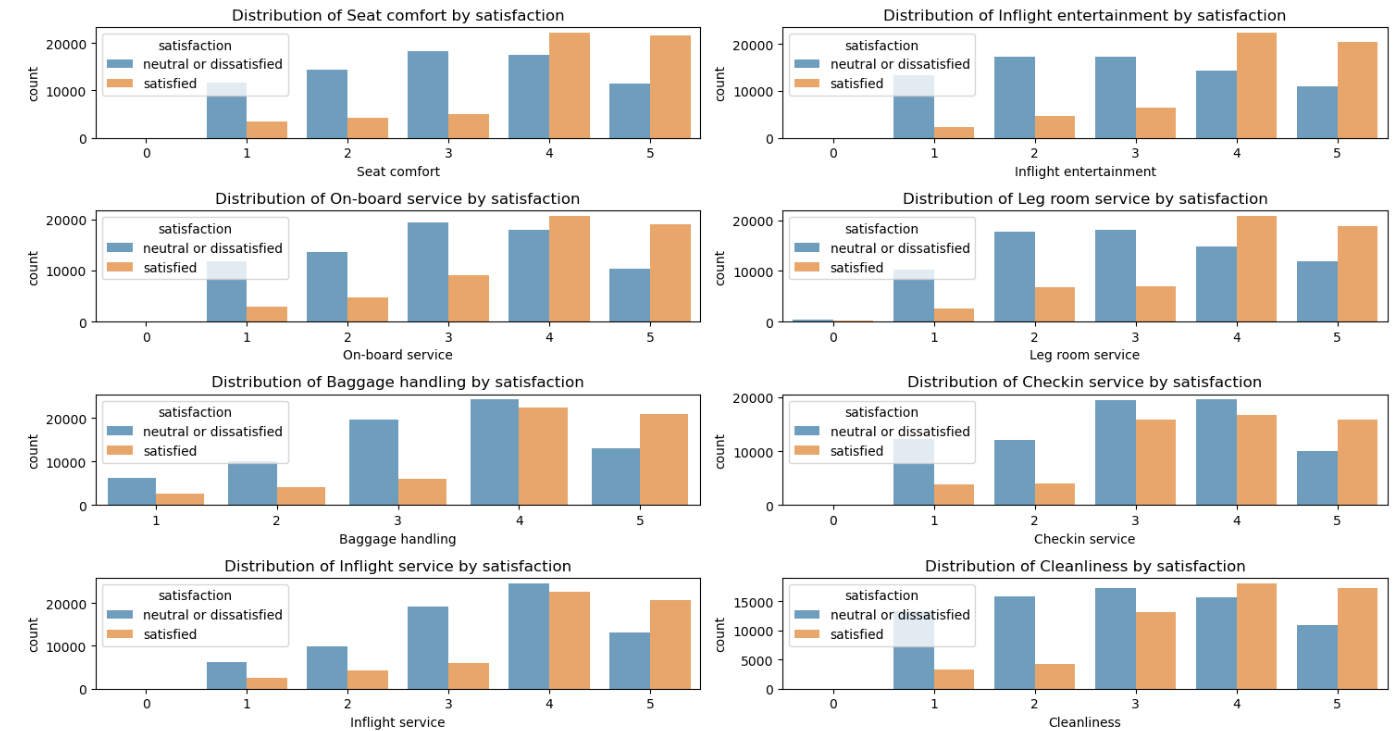 Distribution of Seat comfort by satisfaction
20000
10000
0
count
satisfaction
neutral or dissatisfied
satisfied
0 1 2 3 4 5
Seat comfort
Distribution of Inflight entertainment by satisfaction
20000
10000
0
count
satisfaction
neutral or dissatisfied
satisfied
0 1 2 3 4 5
Inflight entertainment
Distribution of On-board service by satisfaction
20000
10000
0
count
satisfaction
neutral or dissatisfied
satisfied
0 1 2 3 4 5
On-board service
Distribution of Leg room service by satisfaction
20000
10000
0
count
satisfaction
neutral or dissatisfied
satisfied
0 1 2 3 4 5
Leg room service
Distribution of Baggage handling by satisfaction
20000
10000
0
count
satisfaction
neutral or dissatisfied
satisfied
1 2 3 4 5
Baggage handling
Distribution of Checkin service by satisfaction
20000
10000
0
count
satisfaction
neutral or dissatisfied
satisfied
0 1 2 3 4 5
Checkin service
Distribution of Inflight service by satisfaction
20000
10000
0
count
satisfaction
neutral or dissatisfied
satisfied
0 1 2 3 4 5
Inflight service
Distribution of Cleanliness by satisfaction
15000
10000
5000
0
count
satisfaction
neutral or dissatisfied
satisfied
0 1 2 3 4 5
Cleanliness